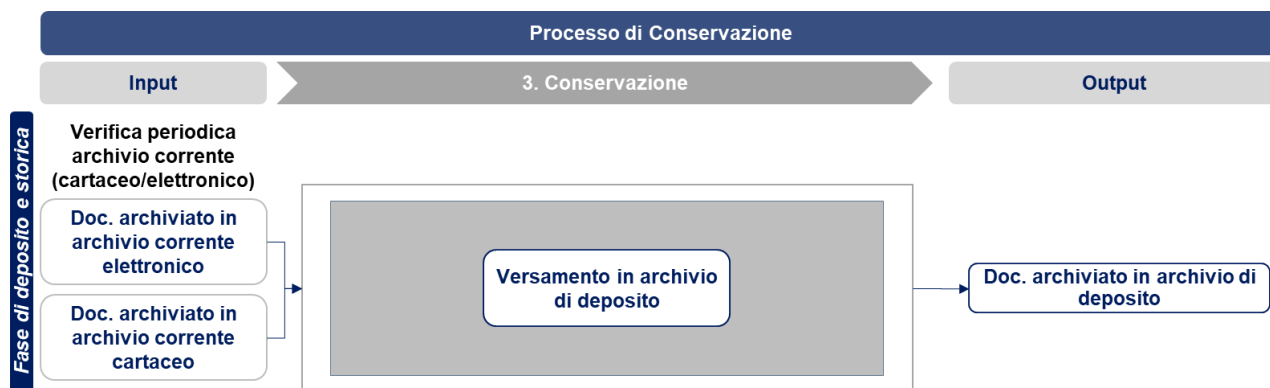 Processo di Conservazione
Input
3. Conservazione
Output
Fase di deposito e storica
Verifica periodica
archivio corrente
(cartaceo/elettronico)
Doc. archiviato in
archivio corrente
elettronico
Doc. archiviato in
archivio corrente
cartaceo
Versamento in archivio
di deposito
Doc. archiviato in archivio di
deposito